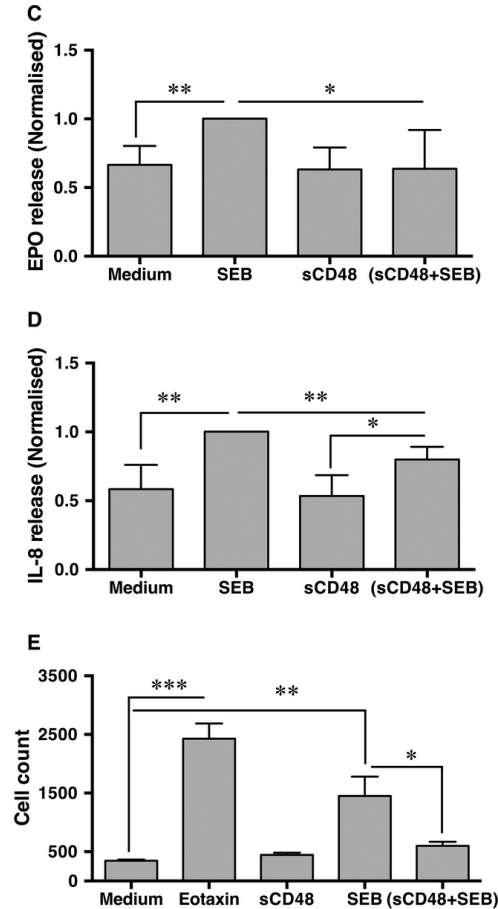 C
EPO release (Normalised)
1.5
1.0
0.5
0.0
** *
Medium SEB sCD48 (sCD48+SEB)
D
IL-8 release (Normalised)
1.5
1.0
0.5
0.0
** **
*
Medium SEB sCD48 (sCD48+SEB)
E
Cell count
3500
2500
1500
500
0
*** **
*
Medium Eotaxin sCD48 SEB (sCD48+SEB)